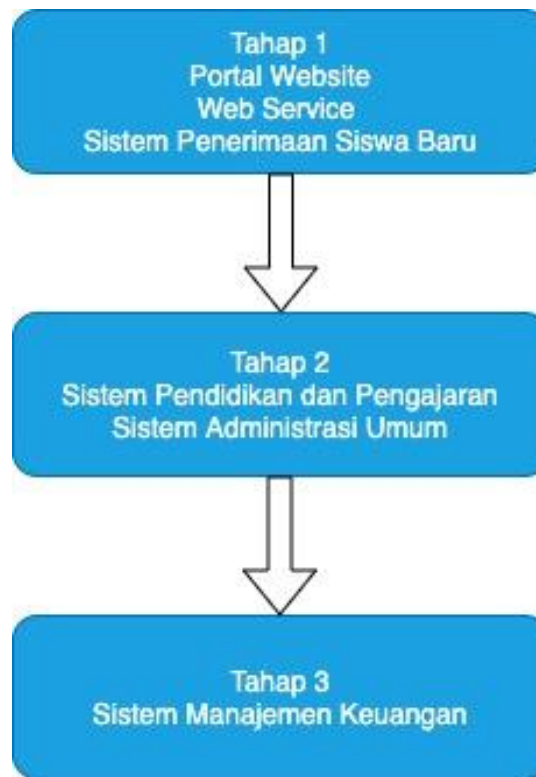 Tahap 1
Portal Website
Web Service
Sistem Penerimaan Siswa Baru
Tahap 2
Sistem Pendidikan dan Pengajaran
Sistem Administrasi Umum
Tahap 3
Sistem Manajemen Keuangan